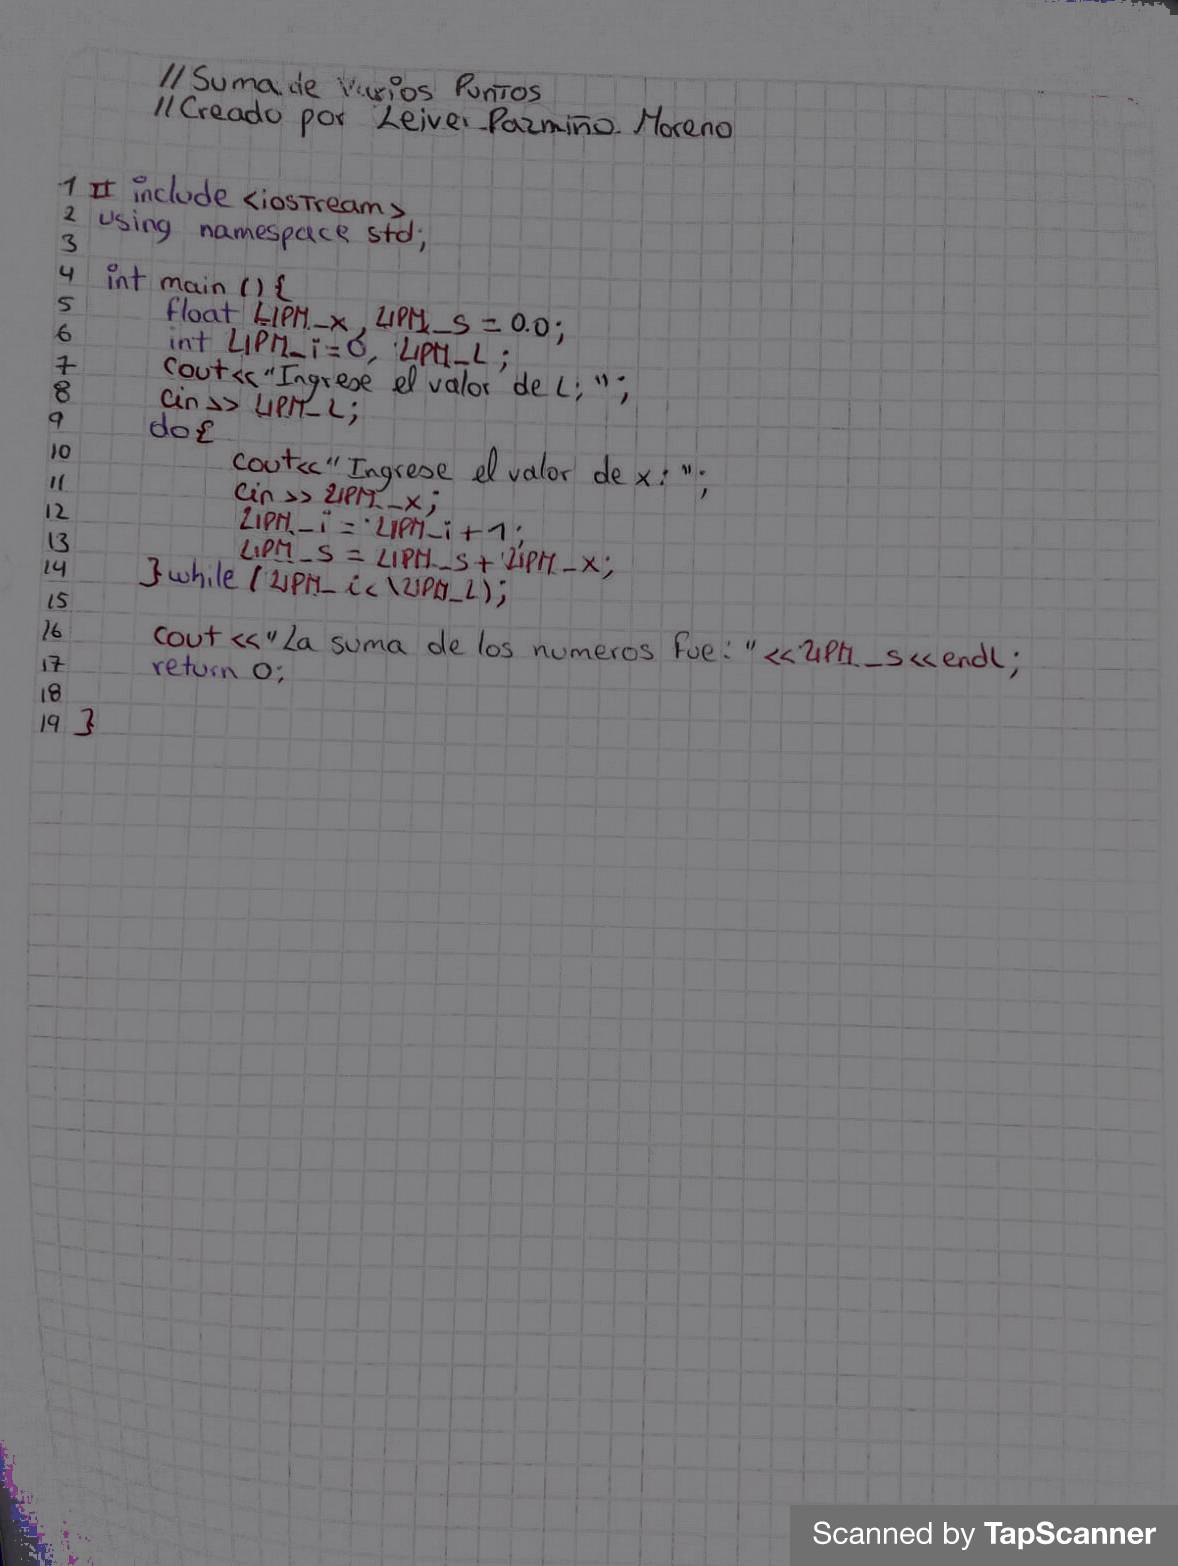 //Suma de varios Puntos
//Creado por Leiver Pazmiño Moreno
1 # include <iostream>
2 using namespace std;
3
4 int main () {
5 float LIPM_x, LIPM_s = 0.0;
6 int LIPM_i=0, LIPM_L;
7 cout<<"Ingrese el valor de L; ";
8 cin>> LIPM_L;
9 do{
10 cout<<"Ingrese el valor de x: ";
11 cin >> LIPM_x;
12 LIPM_i = LIPM_i + 1;
13 LIPM_s = LIPM_s + LIPM_x;
14 } while ( LIPM_i < LIPM_L);
15
16 cout <<"La suma de los numeros fue: "<< LIPM_s<<endl;
17 return 0;
18
19 }
Scanned by TapScanner